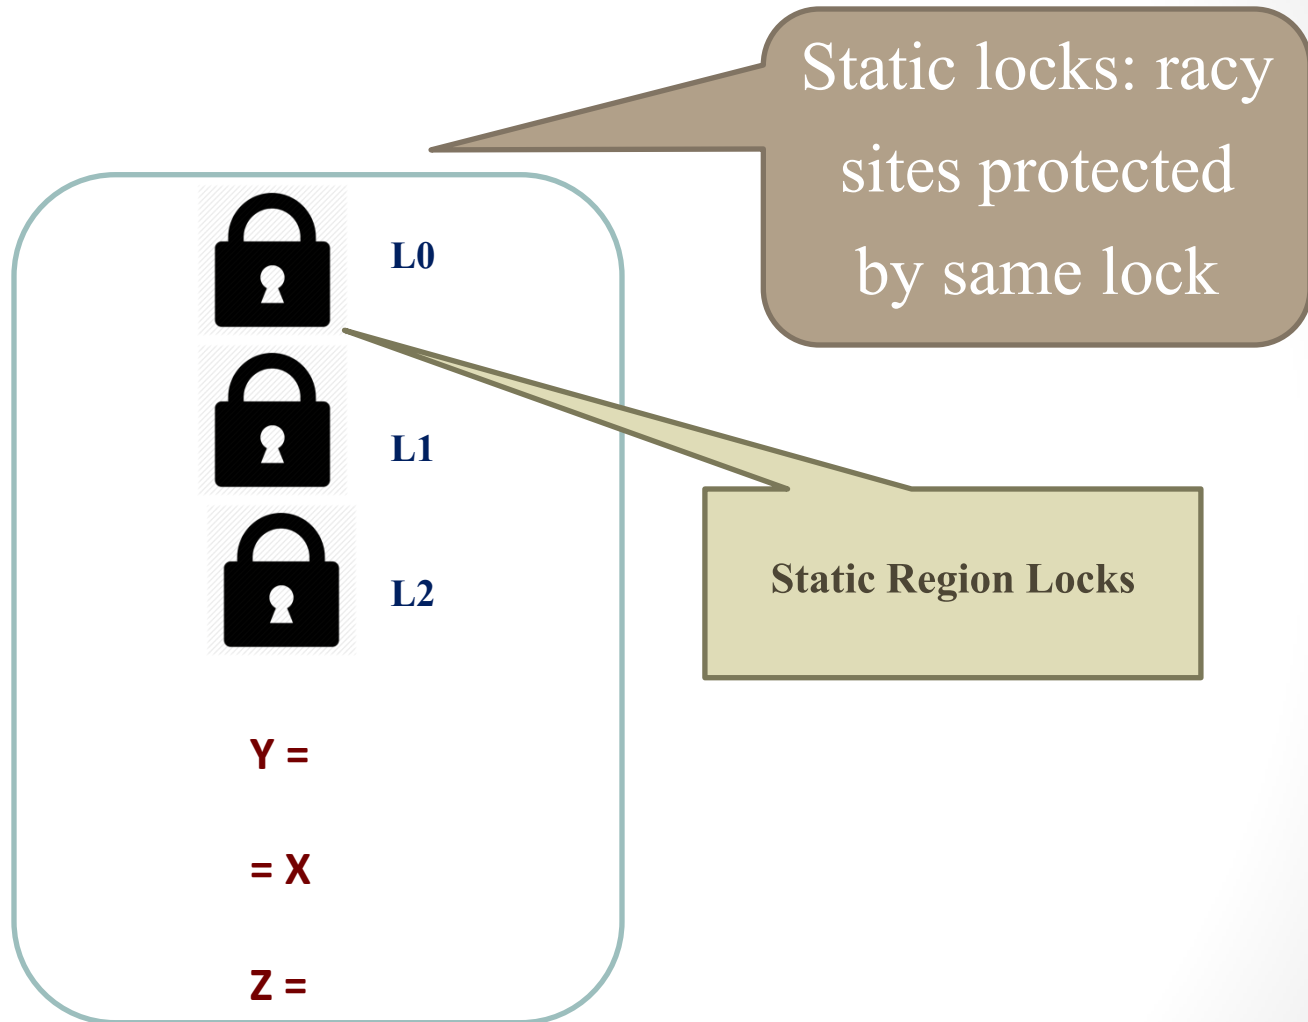 Static locks: racy
sites protected
by same lock
L0
L1
L2
Static Region Locks
Y =
= X
Z =